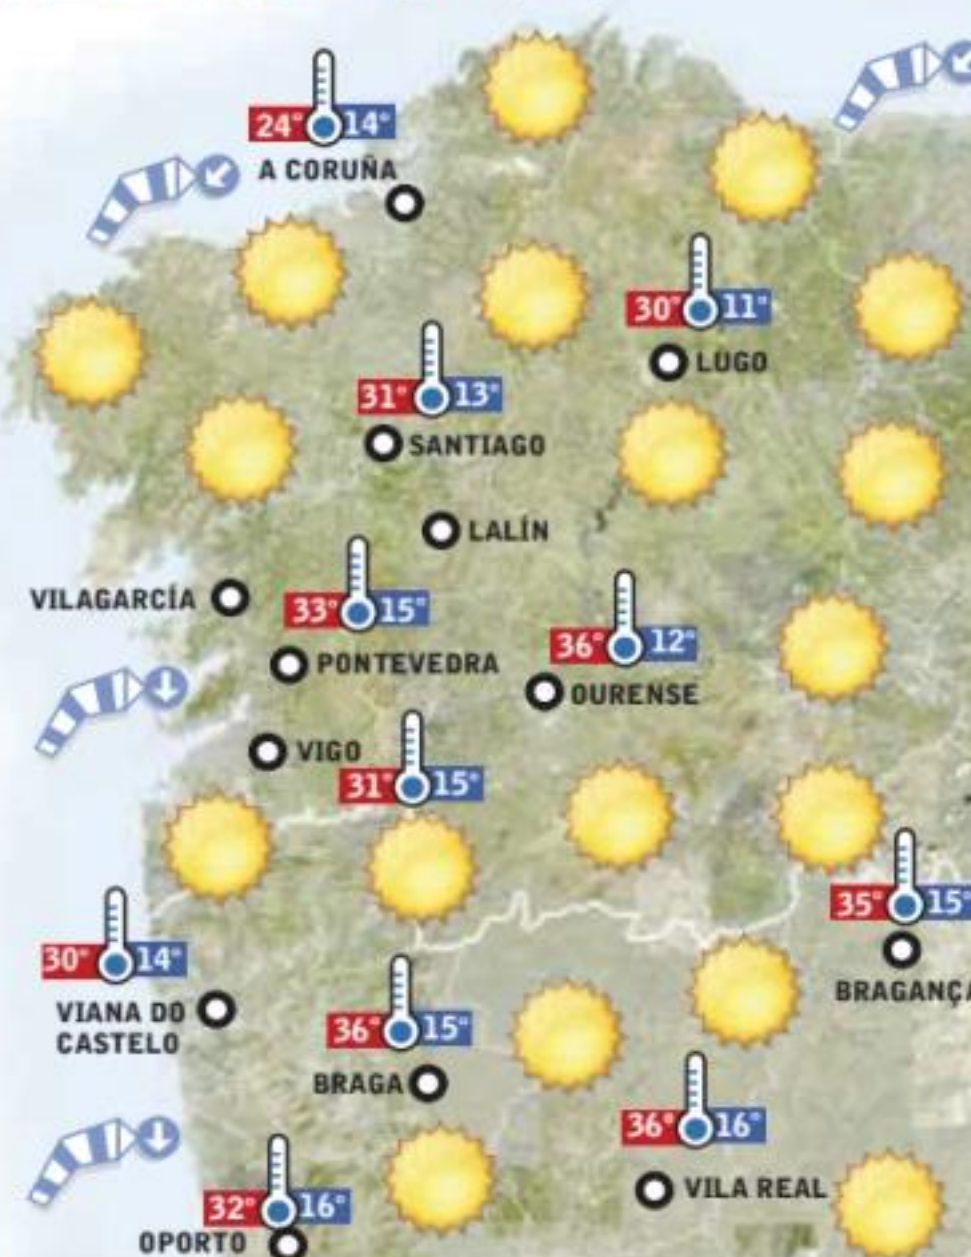 24° 14°
A CORUÑA
30° 11°
LUGO
31° 13°
SANTIAGO
LALÍN
VILAGARCÍA
33° 15°
PONTEVEDRA
36° 12°
OURENSE
VIGO
31° 15°
35° 15°
BRAGANÇA
30° 14°
VIANA DO
CASTELO
36° 15°
BRAGA
36° 16°
VILA REAL
32° 16°
OPORTO